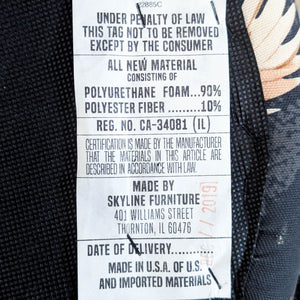 UNDER PENALTY OF LAW
THIS TAG NOT TO BE REMOVED
EXCEPT BY THE CONSUMER
ALL NEW MATERIAL
CONSISTING OF
POLYURETHANE FOAM...90%
POLYESTER FIBER ........10%
REG. NO. CA-34081 (IL)
CERTIFICATION IS MADE BY THE MANUFACTURER
THAT THE MATERIALS IN THIS ARTICLE ARE
DESCRIBED IN ACCORDANCE WITH LAW.
MADE BY
SKYLINE FURNITURE
401 WILLIAMS STREET
THORNTON, IL 60476
DATE OF DELIVERY
MADE IN U.S.A. OF U.S.
AND IMPORTED MATERIALS
2019